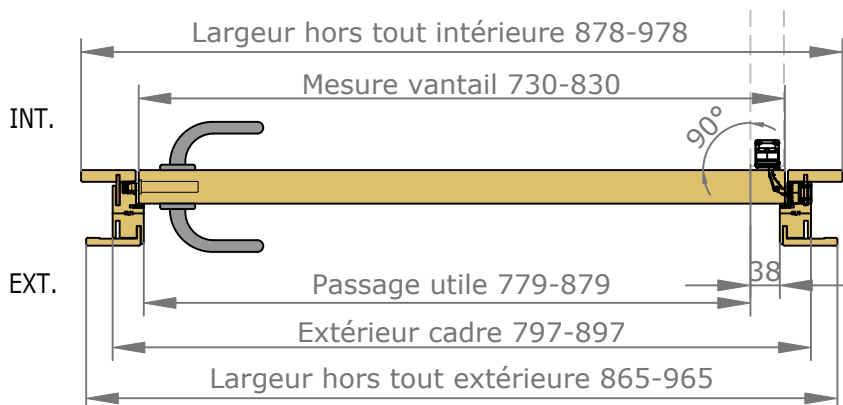 Largeur hors tout intérieure 878-978
Mesure vantail 730-830
INT.
90°
EXT.
38
Passage utile 779-879
Extérieur cadre 797-897
Largeur hors tout extérieure 865-965